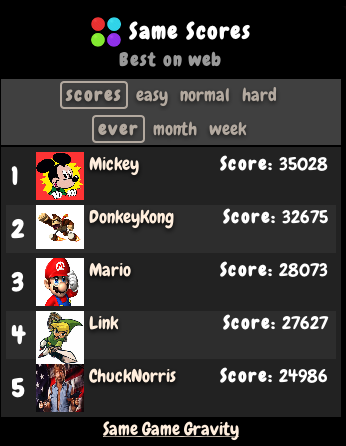 Same Scores
Best on web
scores easy normal hard
ever month week
1 Mickey Score: 35028
2 DonkeyKong Score: 32675
3 Mario Score: 28073
4 Link Score: 27627
5 ChuckNorris Score: 24986
Same Game Gravity